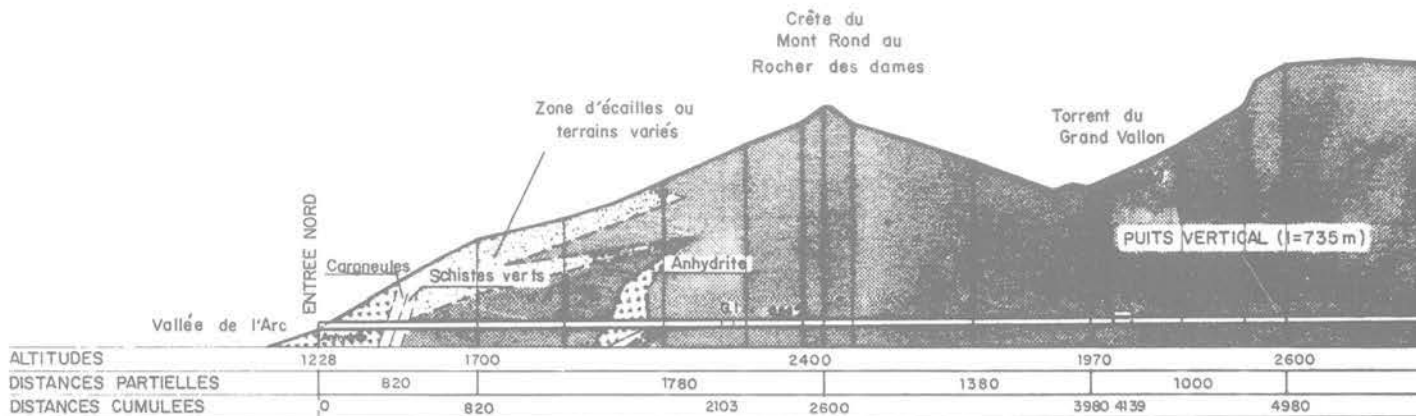 Crête du
Mont Rond au
Rocher des dames
Zone d'écailles ou
terrains variés
Torrent du
Grand Vallon
ENTREE NORD
PUITS VERTICAL (l=735 m)
Cargneules
Schistes verts
Anhydrite
Vallée de l'Arc
ALTITUDES 1228 1700 2400 1970 2600
DISTANCES PARTIELLES 820 1780 1380 1000
DISTANCES CUMULEES 0 820 2103 2600 3980 4139 4980